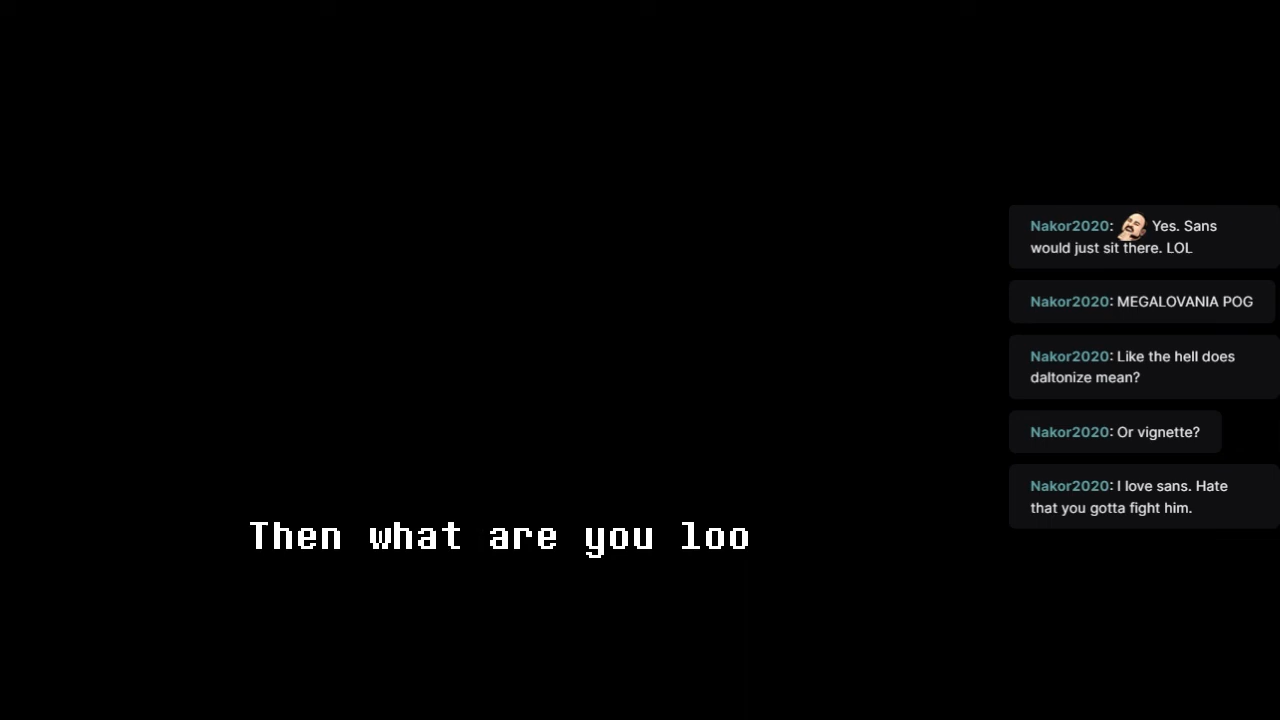 Nakor2020: Yes. Sans
would just sit there. LOL
Nakor2020: MEGALOVANIA POG
Nakor2020: Like the hell does
daltonize mean?
Nakor2020: Or vignette?
Nakor2020: I love sans. Hate
that you gotta fight him.
Then what are you loo